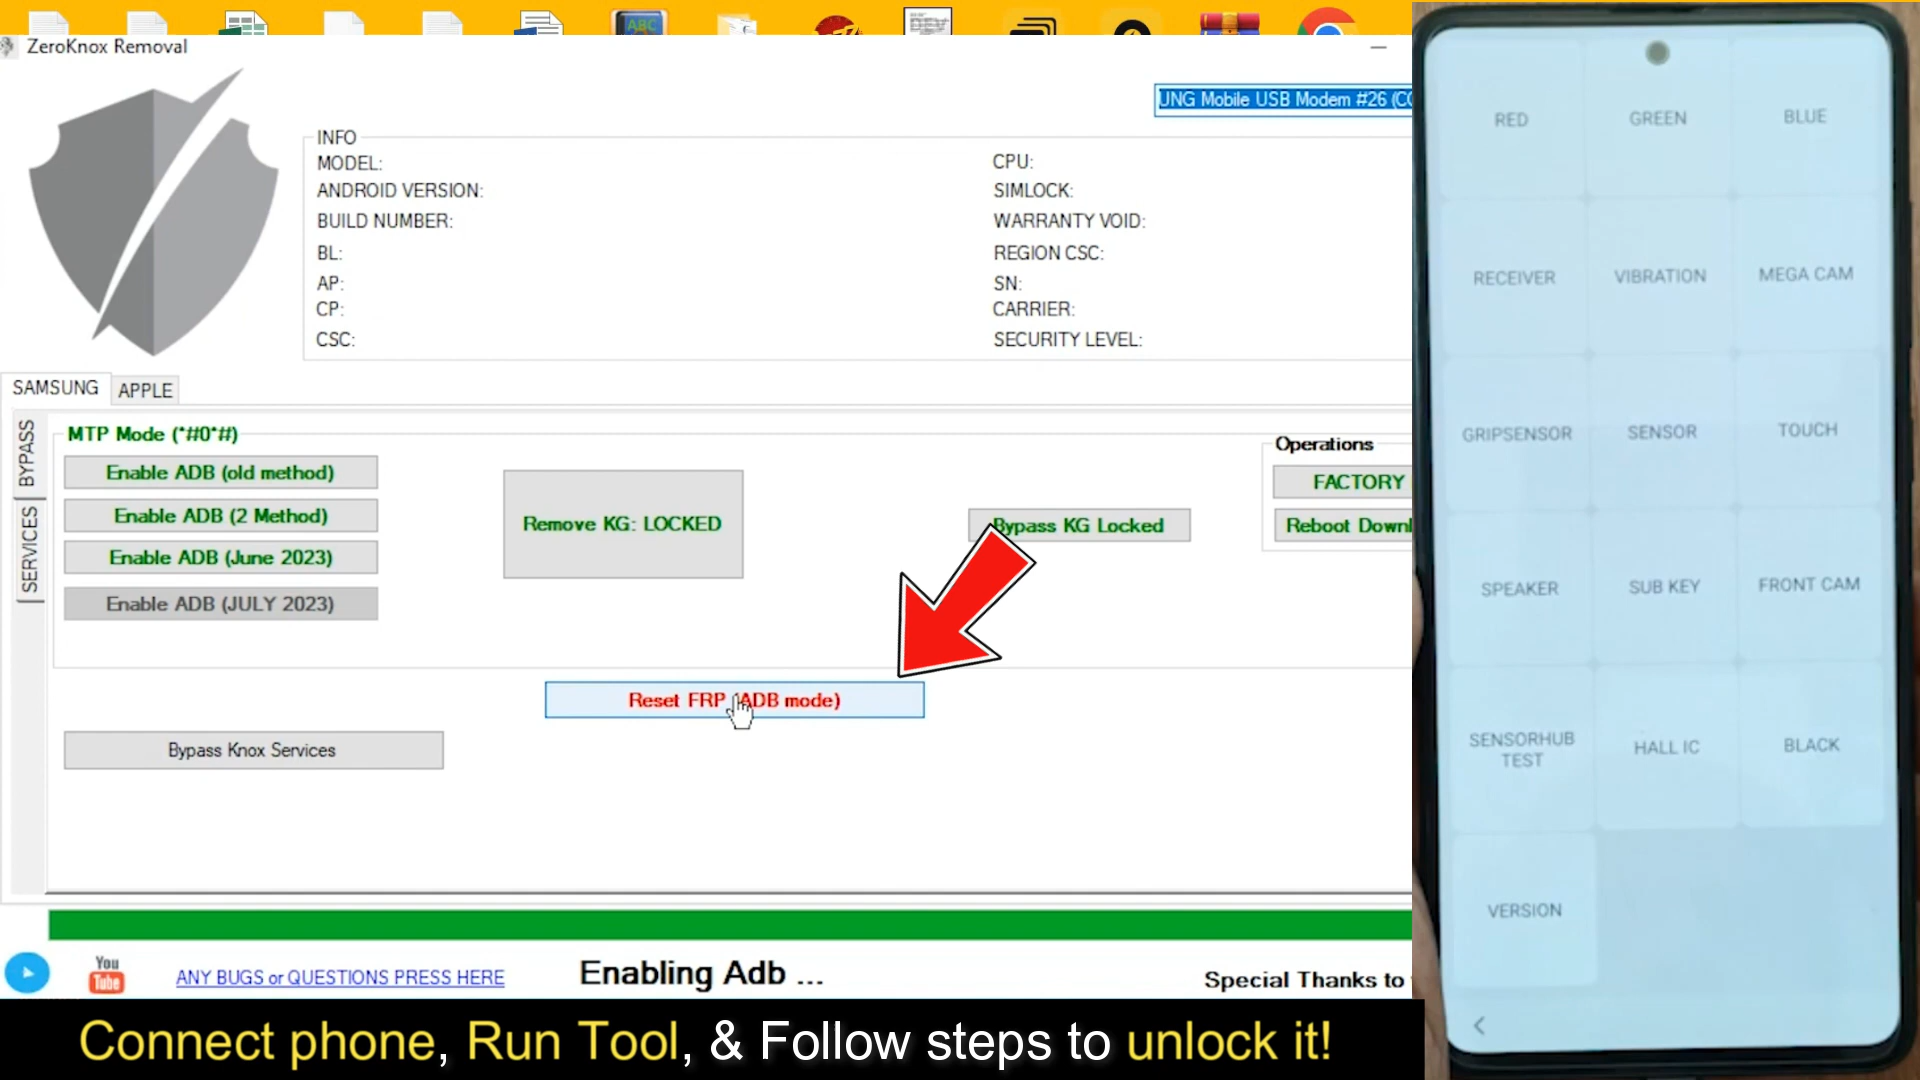 ABC
DEV
ZeroKnox Removal
UNG Mobile USB Modem #26 (CO
INFO
MODEL:
ANDROID VERSION:
BUILD NUMBER:
BL:
AP:
CP:
CSC:
CPU:
SIMLOCK:
WARRANTY VOID:
REGION CSC:
SN:
CARRIER:
SECURITY LEVEL:
SAMSUNG
APPLE
BYPASS
SERVICES
MTP Mode (*#0*#)
Enable ADB (old method)
Enable ADB (2 Method)
Enable ADB (June 2023)
Enable ADB (JULY 2023)
Remove KG: LOCKED
Bypass KG Locked
Operations
FACTORY
Reboot Downl
Reset FRP (ADB mode)
Bypass Knox Services
You
Tube
ANY BUGS or QUESTIONS PRESS HERE
Enabling Adb ...
Special Thanks to
Connect phone, Run Tool, & Follow steps to unlock it!
RED
GREEN
BLUE
RECEIVER
VIBRATION
MEGA CAM
GRIPSENSOR
SENSOR
TOUCH
SPEAKER
SUB KEY
FRONT CAM
SENSORHUB
TEST
HALL IC
BLACK
VERSION